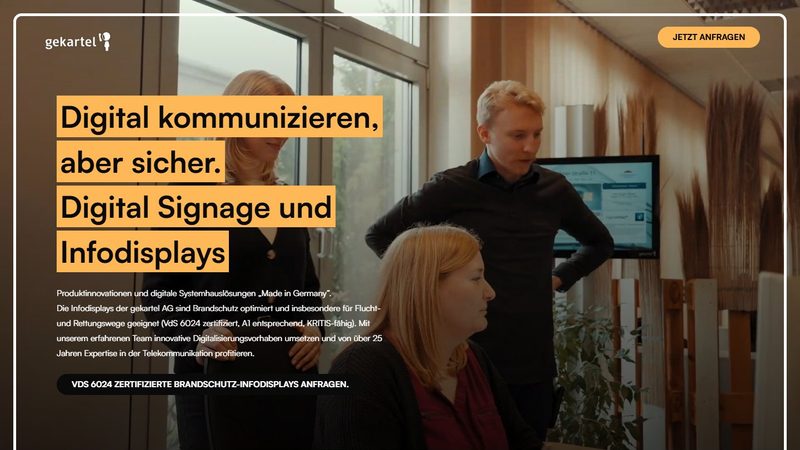 gekartel
JETZT ANFRAGEN
Digital kommunizieren,
aber sicher.
Digital Signage und
Infodisplays
Produktinnovationen und digitale Systemhauslösungen „Made in Germany“.
Die Infodisplays der gekartel AG sind Brandschutz optimiert und insbesondere für Flucht-
und Rettungswege geeignet (VdS 6024 zertifiziert, A1 entsprechend, KRITIS-fähig). Mit
unserem erfahrenen Team innovative Digitalisierungsvorhaben umsetzen und von über 25
Jahren Expertise in der Telekommunikation profitieren.
VDS 6024 ZERTIFIZIERTE BRANDSCHUTZ-INFODISPLAYS ANFRAGEN.